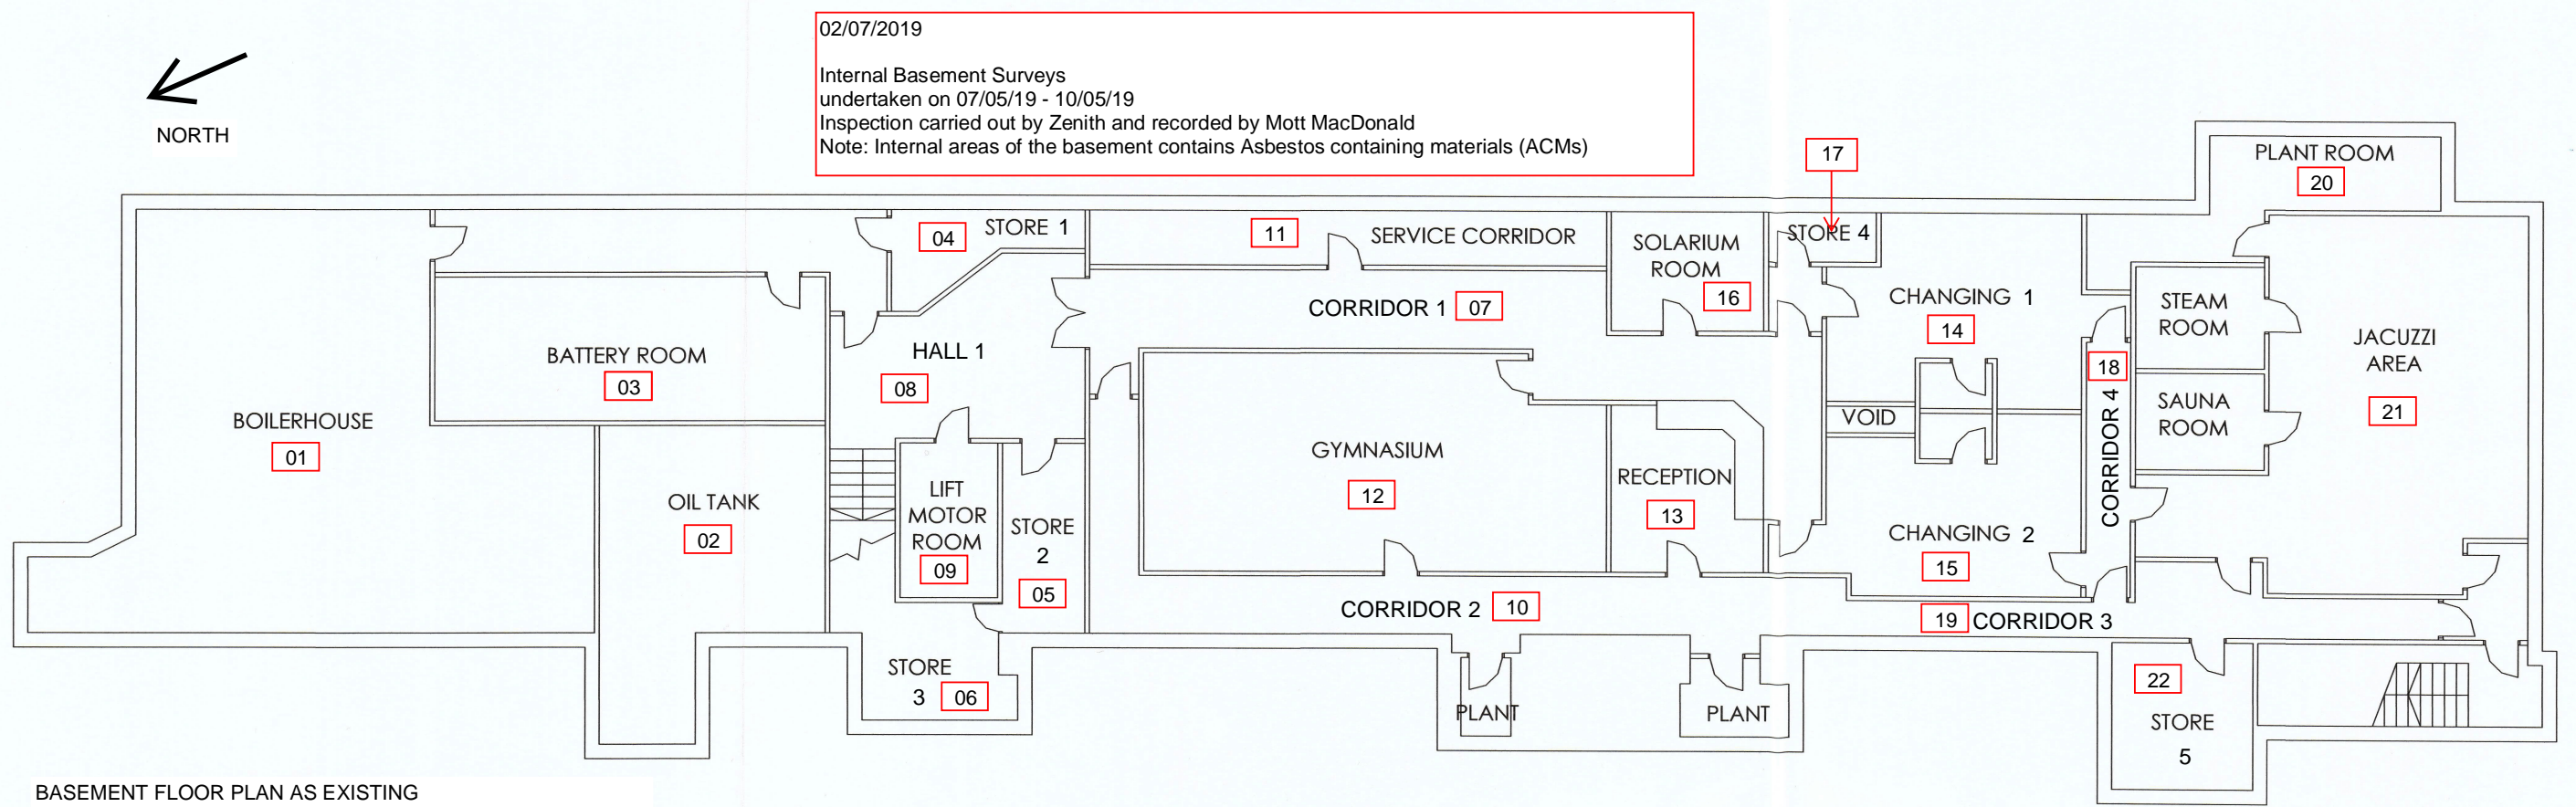 02/07/2019
Internal Basement Surveys
undertaken on 07/05/19 - 10/05/19
Inspection carried out by Zenith and recorded by Mott MacDonald
Note: Internal areas of the basement contains Asbestos containing materials (ACMs)
NORTH
17
PLANT ROOM
20
04
STORE 1
11
SERVICE CORRIDOR
SOLARIUM
ROOM
16
STORE 4
CORRIDOR 1
07
CHANGING 1
14
STEAM
ROOM
JACUZZI
AREA
21
BATTERY ROOM
03
HALL 1
08
18
CORRIDOR 4
SAUNA
ROOM
VOID
BOILERHOUSE
01
GYMNASIUM
12
RECEPTION
13
OIL TANK
02
LIFT
MOTOR
ROOM
09
STORE
2
05
CHANGING 2
15
CORRIDOR 2
10
19
CORRIDOR 3
STORE
3
06
PLANT
PLANT
22
STORE
5
BASEMENT FLOOR PLAN AS EXISTING